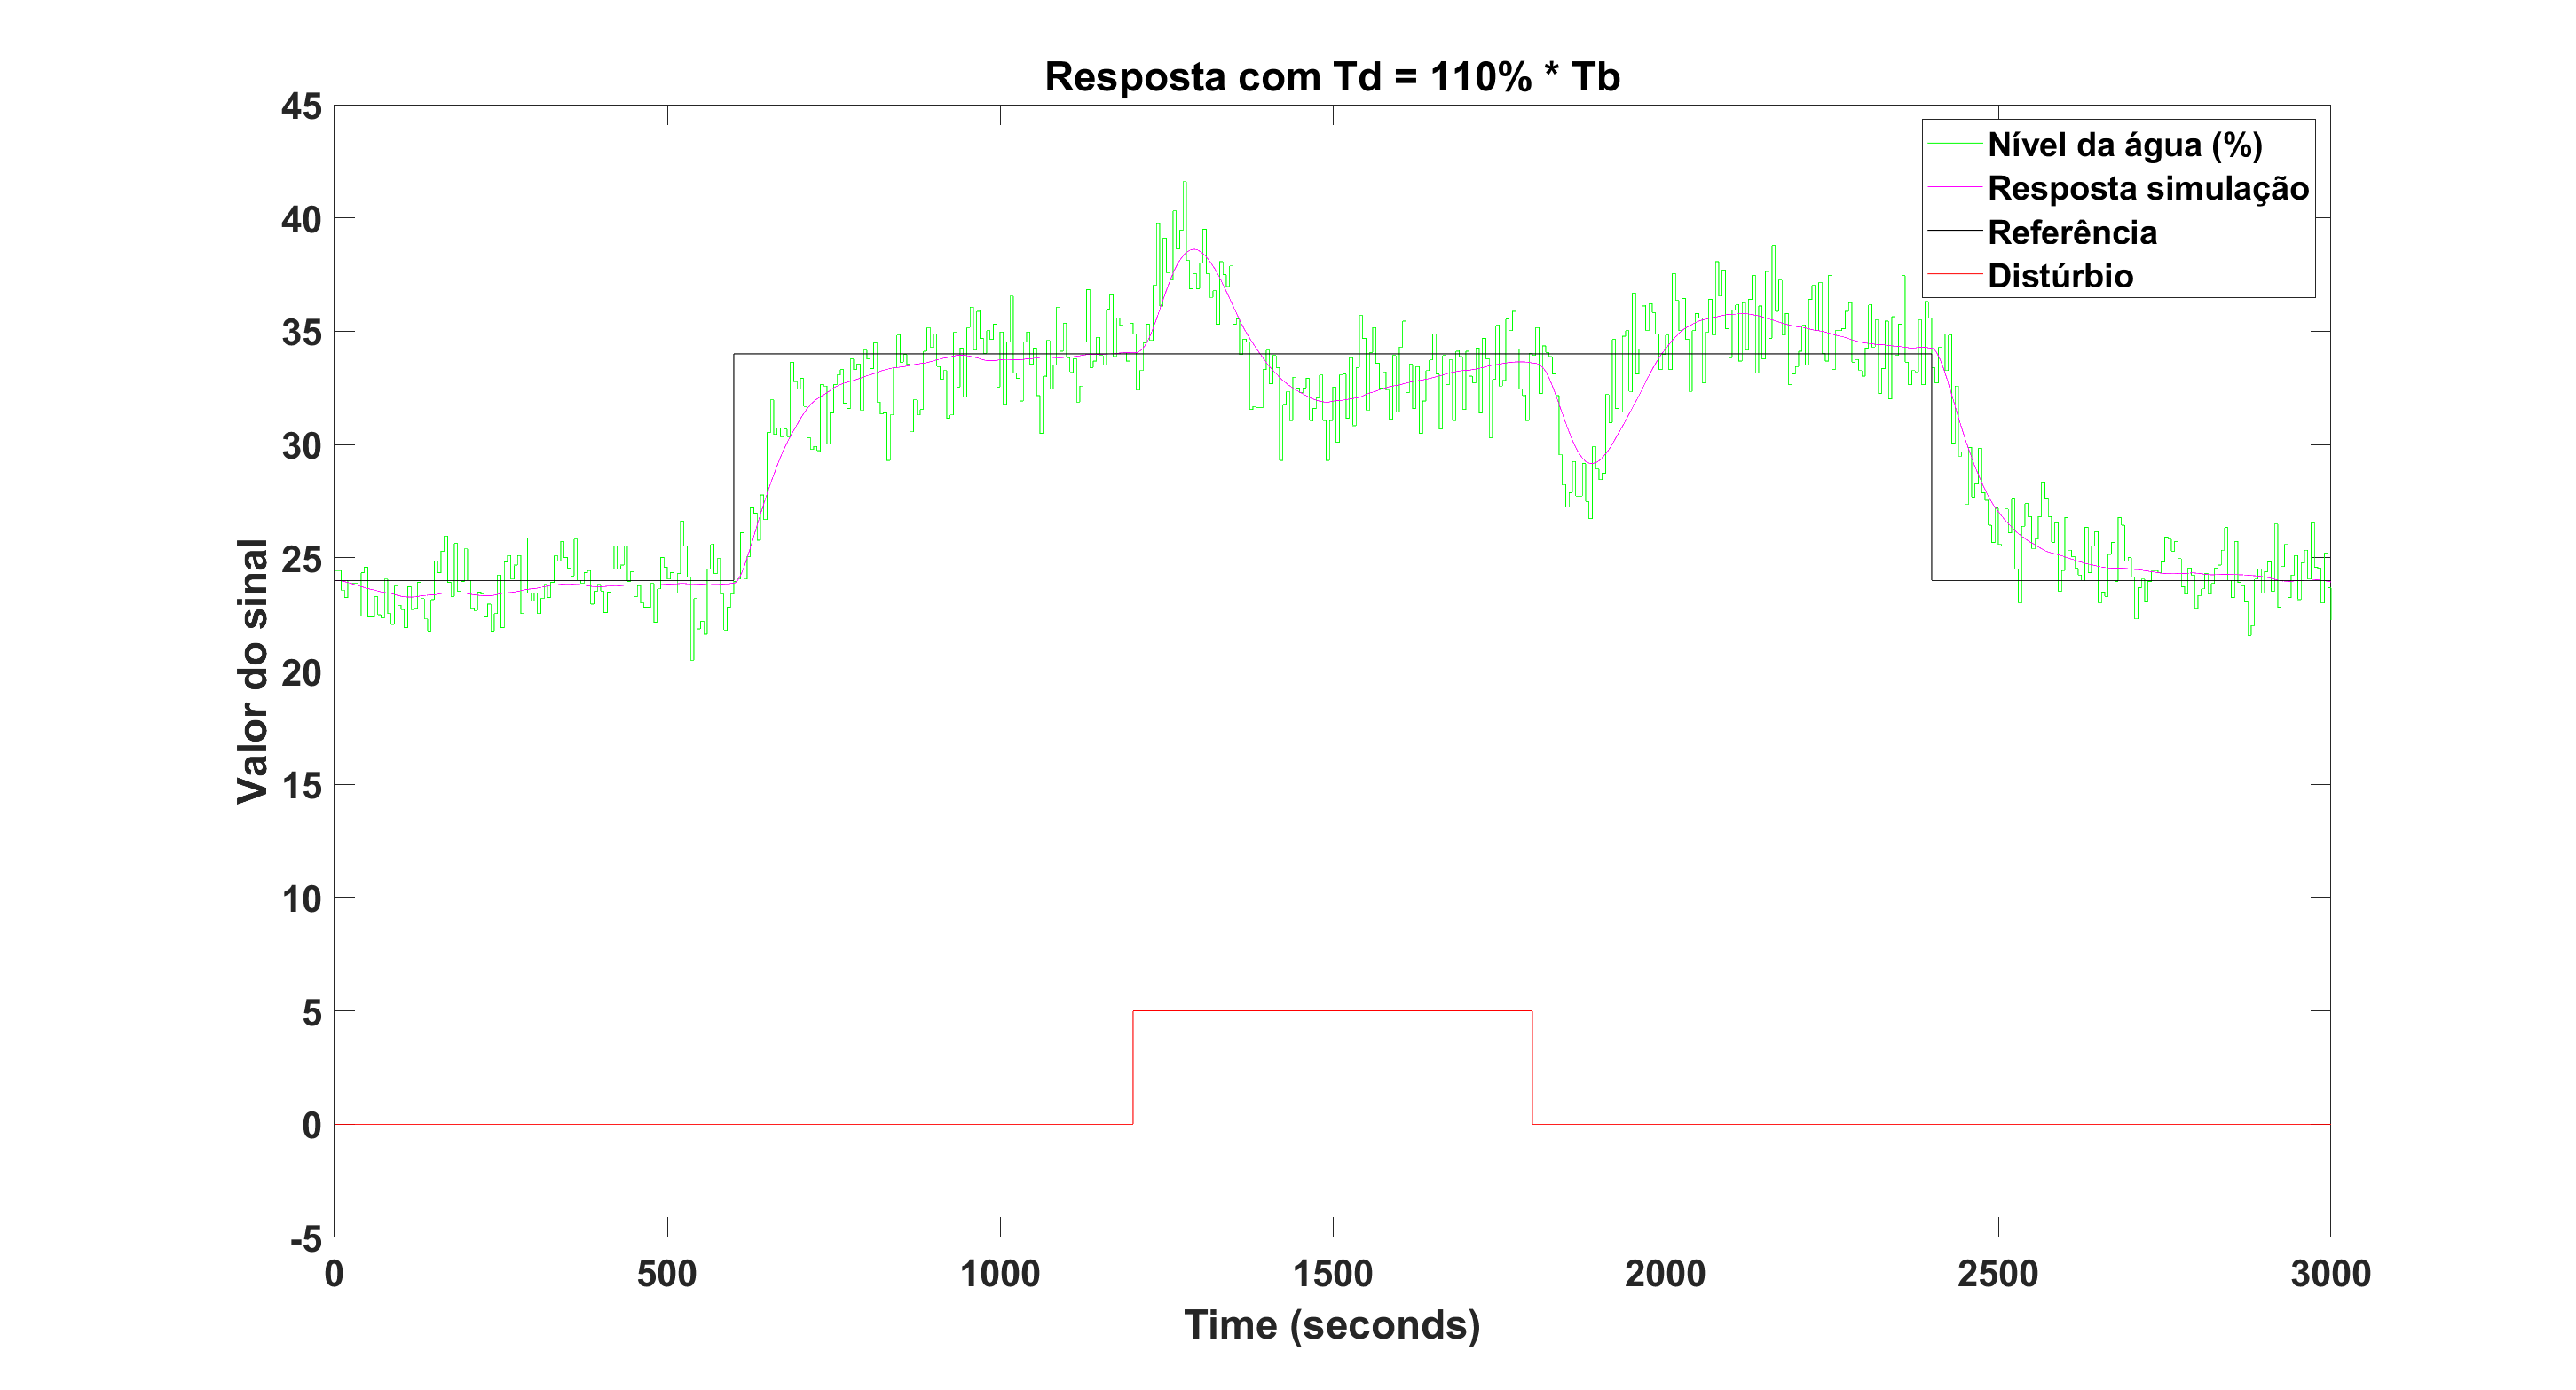 Resposta com Td = 110% * Tb
45
40
35
30
25
20
15
10
5
0
-5
Valor do sinal
Nível da água (%)
Resposta simulação
Referência
Distúrbio
0
500
1000
1500
2000
2500
3000
Time (seconds)